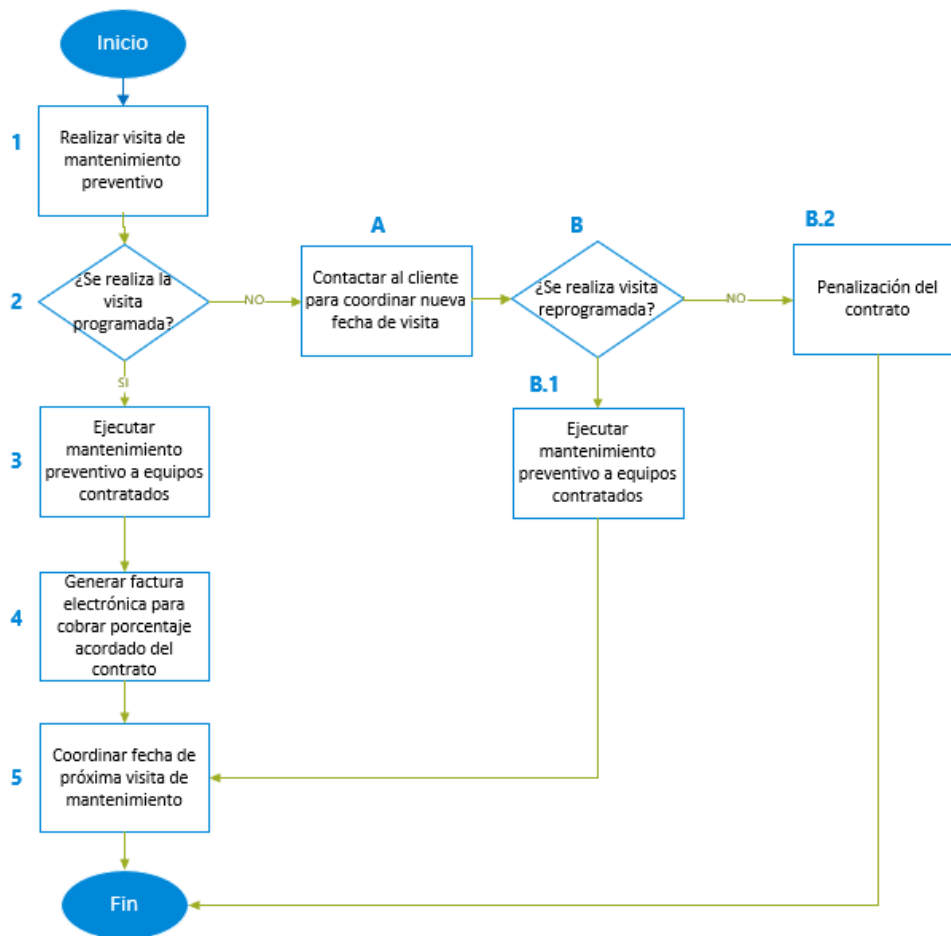 Inicio
1
Realizar visita de
mantenimiento
preventivo
2
¿Se realiza la
visita
programada?
NO
A
Contactar al cliente
para coordinar nueva
fecha de visita
B
¿Se realiza visita
reprogramada?
NO
B.2
Penalización del
contrato
SI
B.1
Ejecutar
mantenimiento
preventivo a equipos
contratados
3
Ejecutar
mantenimiento
preventivo a equipos
contratados
4
Generar factura
electrónica para
cobrar porcentaje
acordado del
contrato
5
Coordinar fecha de
próxima visita de
mantenimiento
Fin